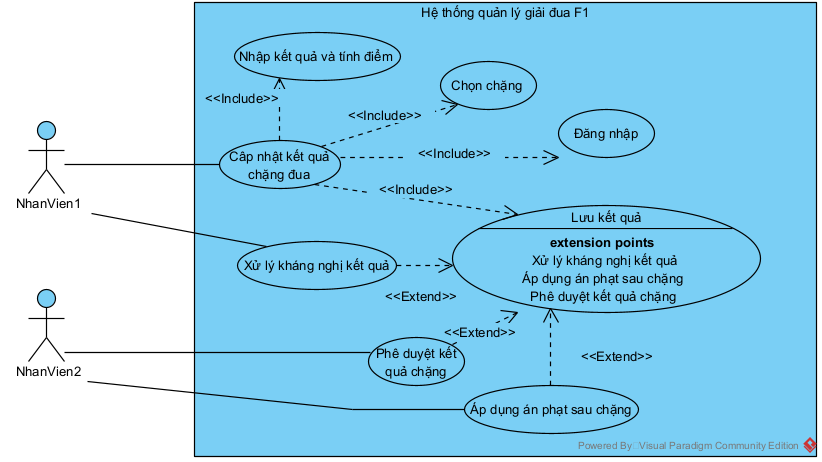 Hệ thống quản lý giải đua F1
Nhập kết quả và tính điểm
<<Include>>
Chọn chặng
<<Include>>
Đăng nhập
<<Include>>
Câp nhật kết quả
chặng đua
NhanVien1
<<Include>>
Lưu kết quả
extension points
Xử lý kháng nghị kết quả
Áp dụng án phạt sau chặng
Phê duyệt kết quả chặng
Xử lý kháng nghị kết quả
<<Extend>>
<<Extend>>
NhanVien2
Phê duyệt kết
quả chặng
<<Extend>>
Áp dụng án phạt sau chặng
Powered By Visual Paradigm Community Edition